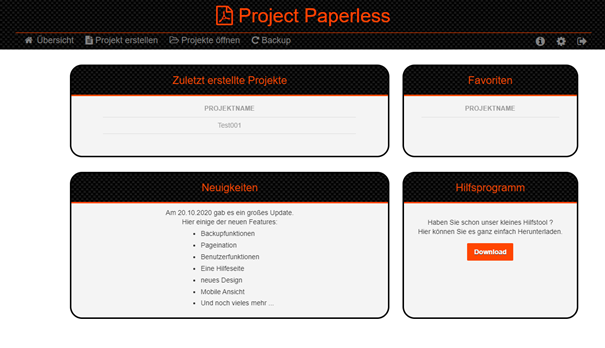 Project Paperless
Übersicht Projekt erstellen Projekte öffnen Backup
Zuletzt erstellte Projekte
PROJEKTNAME
Test001
Favoriten
PROJEKTNAME
Neuigkeiten
Am 20.10.2020 gab es ein großes Update.
Hier einige der neuen Features:
Backupfunktionen
Pageination
Benutzerfunktionen
Eine Hilfeseite
neues Design
Mobile Ansicht
Und noch vieles mehr ...
Hilfsprogramm
Haben Sie schon unser kleines Hilfstool ?
Hier können Sie es ganz einfach Herunterladen.
Download